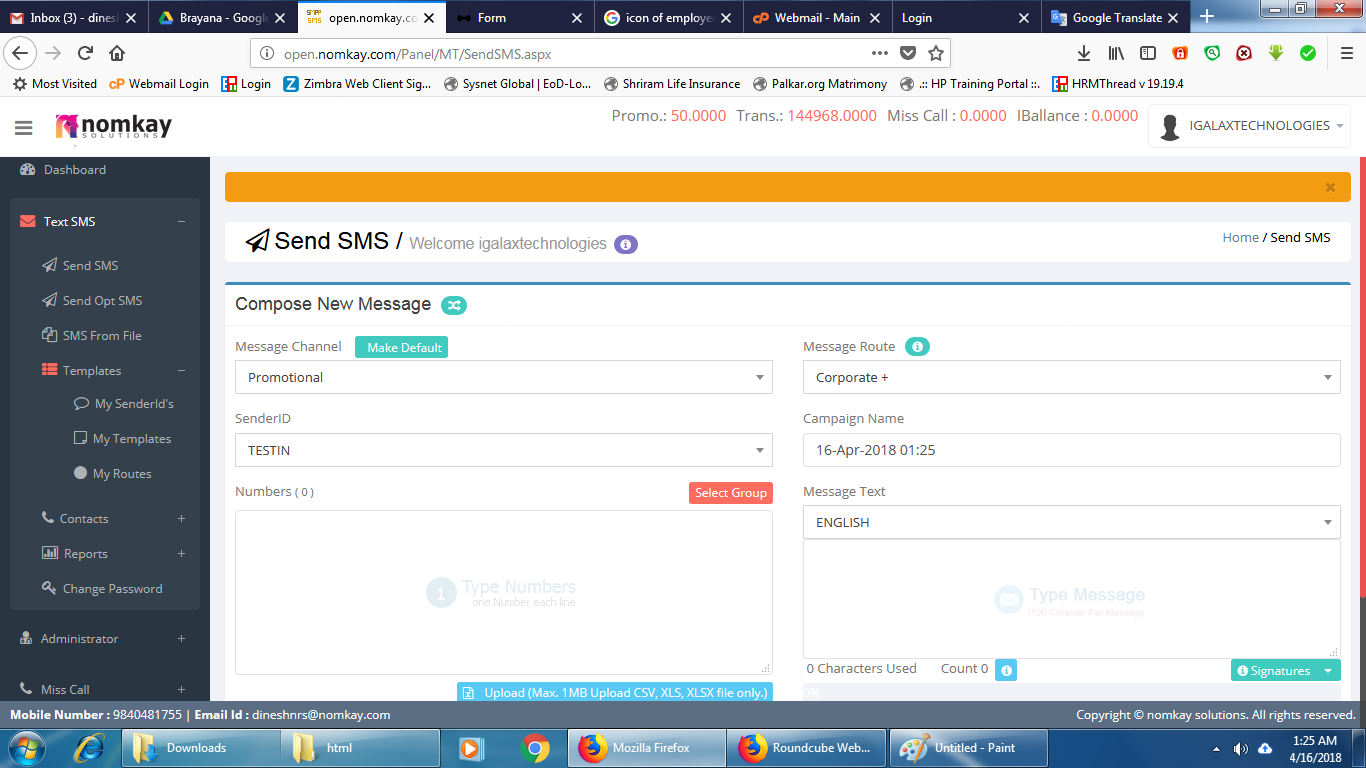 Inbox (3) - dinesh
Brayana - Google
open.nomkay.co
Form
icon of employee
Webmail - Main
Login
Google Translate
open.nomkay.com/Panel/MT/SendSMS.aspx
Most Visited
Webmail Login
Login
Zimbra Web Client Sig...
Sysnet Global | EoD-Lo...
Shriram Life Insurance
Palkar.org Matrimony
.:: HP Training Portal ::.
HRMThread v 19.19.4
nomkay
SOLUTIONS
Promo.: 50.0000 Trans.: 144968.0000 Miss Call : 0.0000 IBallance : 0.0000
IGALAXTECHNOLOGIES
Dashboard
Text SMS
Send SMS
Send Opt SMS
SMS From File
Templates
My SenderId's
My Templates
My Routes
Contacts
Reports
Change Password
Administrator
Miss Call
Send SMS / Welcome igalaxtechnologies
Home / Send SMS
Compose New Message
Message Channel Make Default
Promotional
Message Route
Corporate +
SenderID
TESTIN
Campaign Name
16-Apr-2018 01:25
Numbers ( 0 ) Select Group
1 Type Numbers
one Number each line
Upload (Max. 1MB Upload CSV, XLS, XLSX file only.)
Message Text
ENGLISH
Type Message
1100 Chracter Per Message
0 Characters Used Count 0 Signatures
0%
Mobile Number : 9840481755 | Email Id : dineshnrs@nomkay.com
Copyright © nomkay solutions. All rights reserved.
Downloads
html
Mozilla Firefox
Roundcube Web...
Untitled - Paint
1:25 AM
4/16/2018